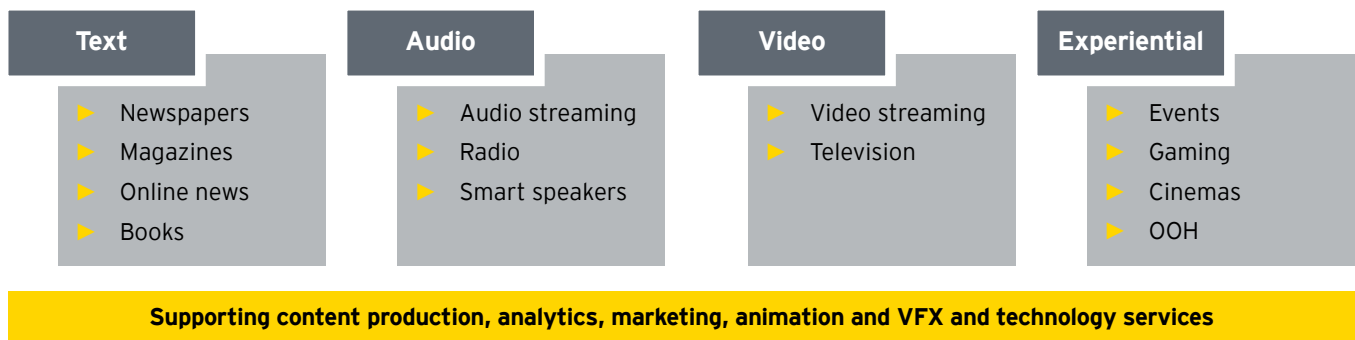 Text
Newspapers
Magazines
Online news
Books
Audio
Audio streaming
Radio
Smart speakers
Video
Video streaming
Television
Experiential
Events
Gaming
Cinemas
OOH
Supporting content production, analytics, marketing, animation and VFX and technology services